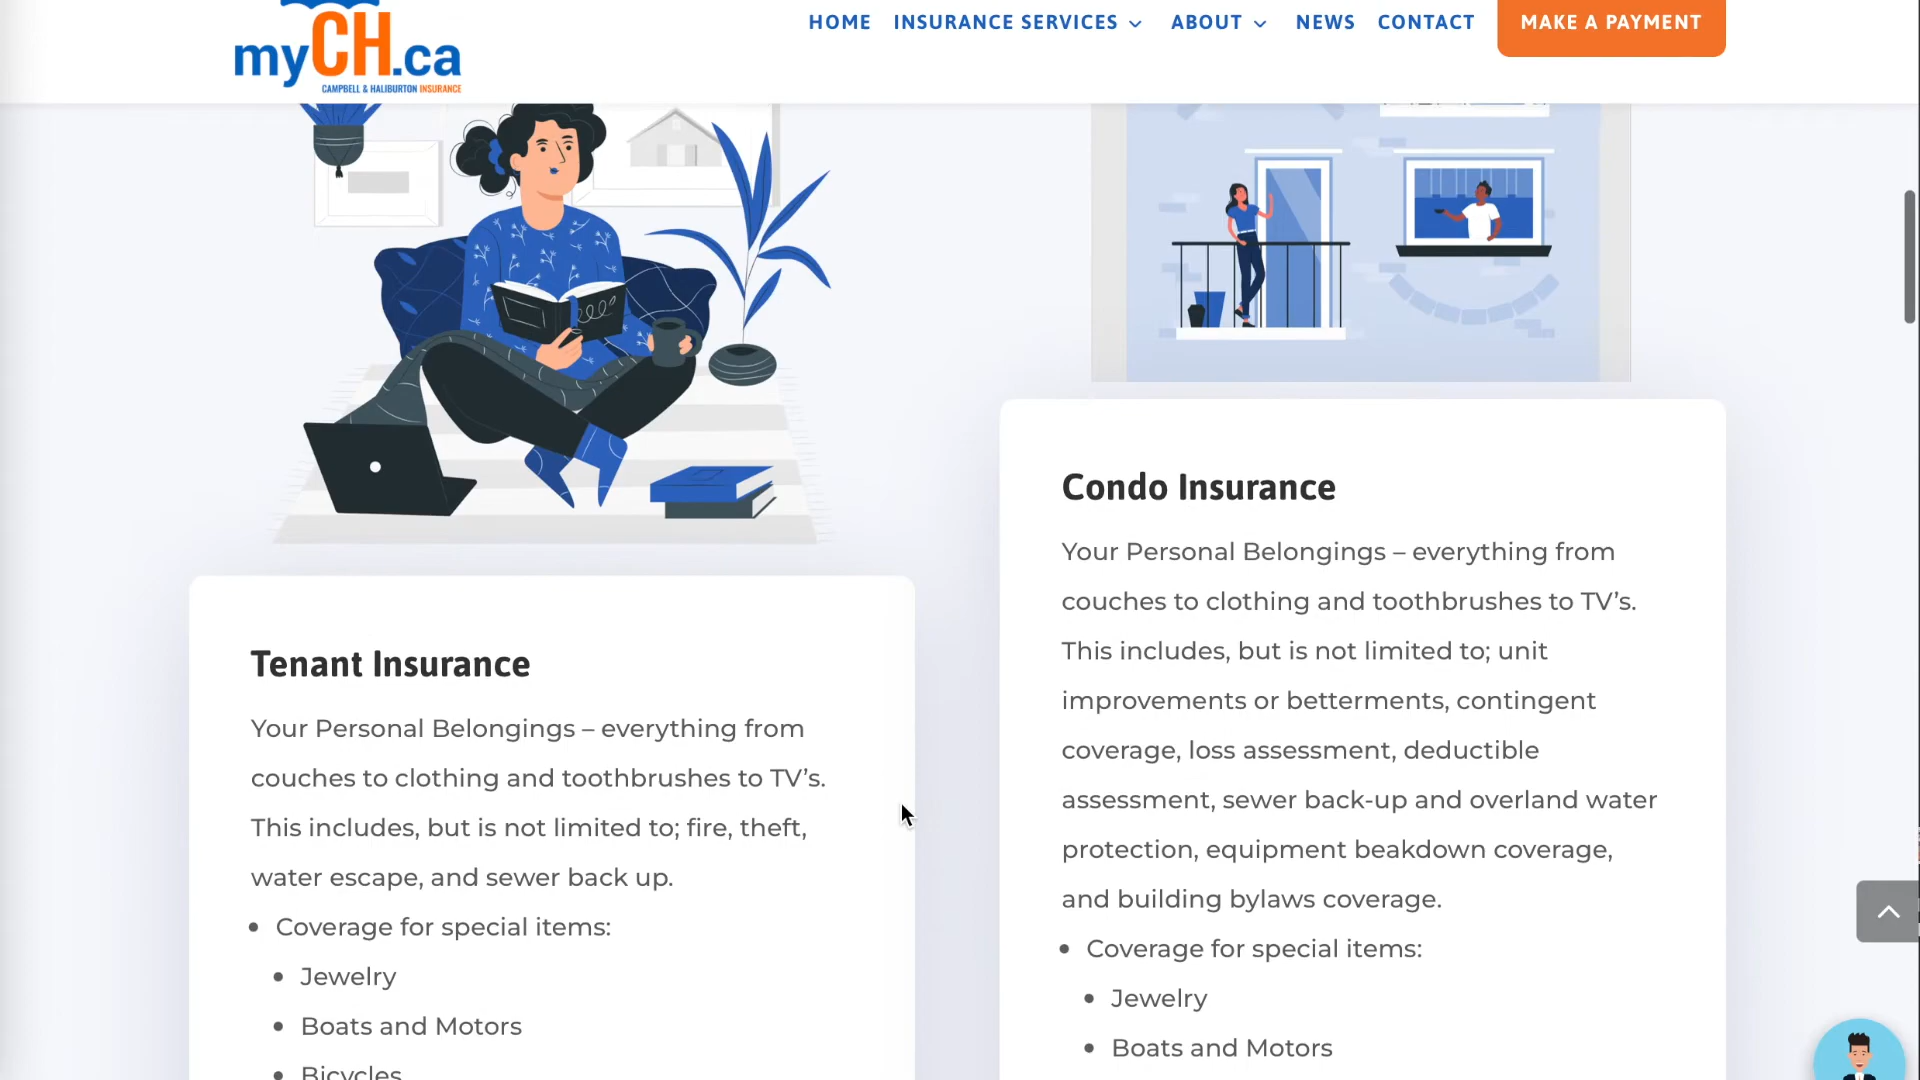 myCH.ca
CAMPBELL & HALIBURTON INSURANCE
HOME
INSURANCE SERVICES
ABOUT
NEWS
CONTACT
MAKE A PAYMENT
Tenant Insurance
Your Personal Belongings – everything from
couches to clothing and toothbrushes to TV’s.
This includes, but is not limited to; fire, theft,
water escape, and sewer back up.
• Coverage for special items:
• Jewelry
• Boats and Motors
• Bicycles
Condo Insurance
Your Personal Belongings – everything from
couches to clothing and toothbrushes to TV’s.
This includes, but is not limited to; unit
improvements or betterments, contingent
coverage, loss assessment, deductible
assessment, sewer back-up and overland water
protection, equipment beakdown coverage,
and building bylaws coverage.
• Coverage for special items:
• Jewelry
• Boats and Motors